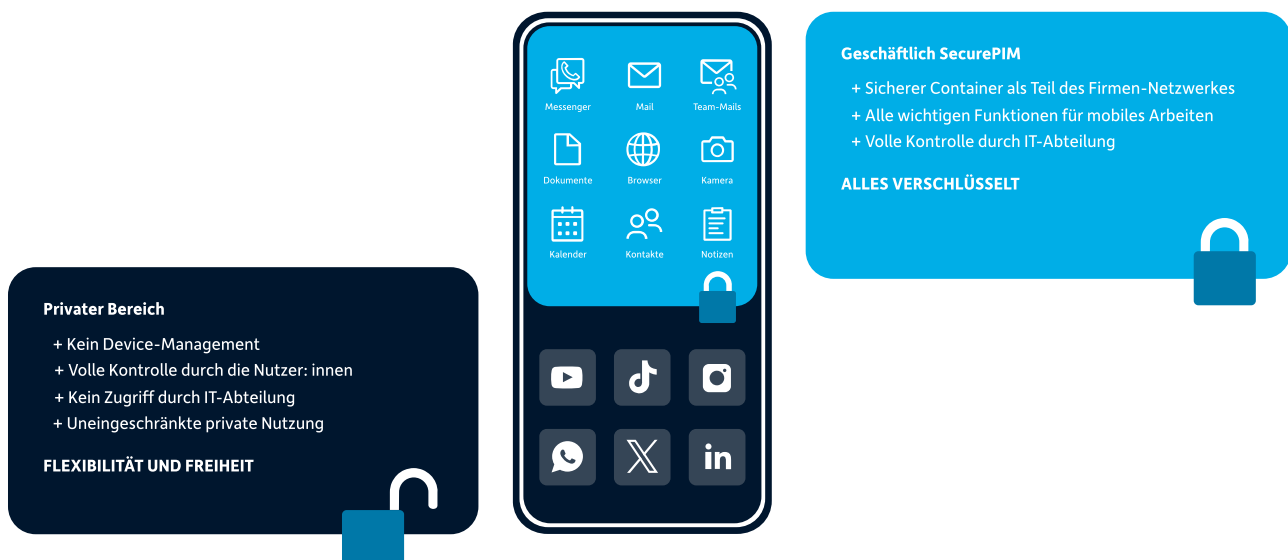 Privater Bereich
+ Kein Device-Management
+ Volle Kontrolle durch die Nutzer: innen
+ Kein Zugriff durch IT-Abteilung
+ Uneingeschränkte private Nutzung
FLEXIBILITÄT UND FREIHEIT
Messenger Mail Team-Mails
Dokumente Browser Kamera
Kalender Kontakte Notizen
in
Geschäftlich SecurePIM
+ Sicherer Container als Teil des Firmen-Netzwerkes
+ Alle wichtigen Funktionen für mobiles Arbeiten
+ Volle Kontrolle durch IT-Abteilung
ALLES VERSCHLÜSSELT